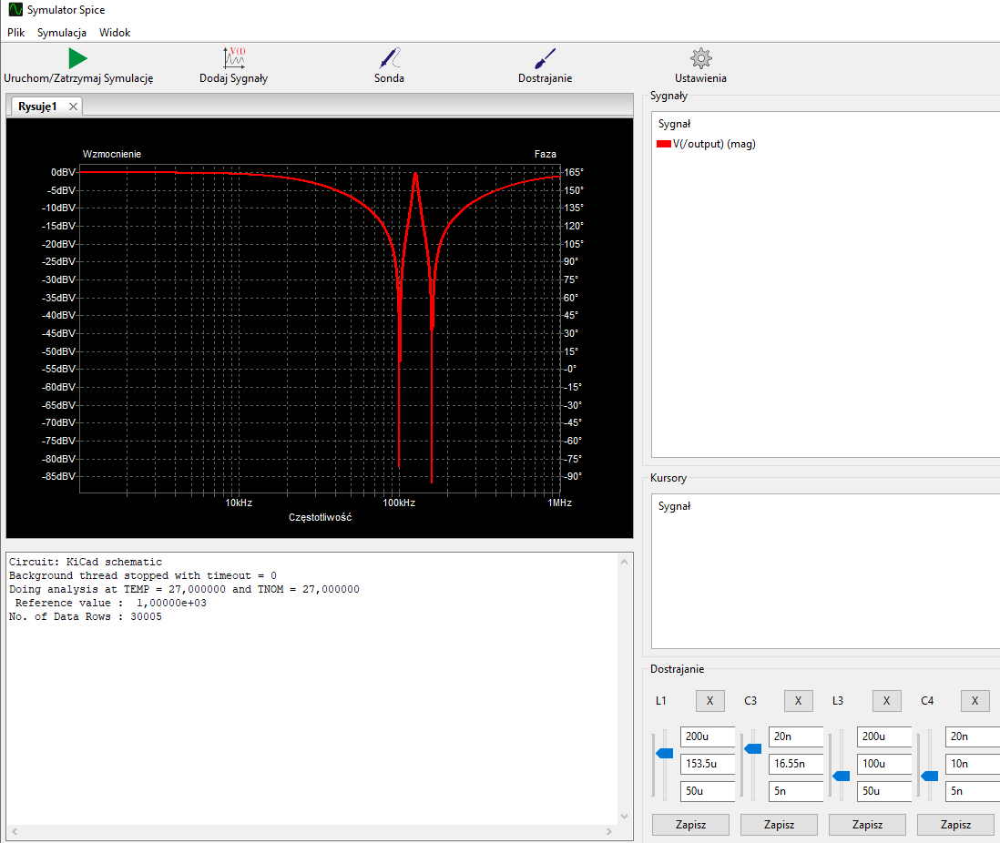 Symulator Spice
Plik Symulacja Widok
Uruchom/Zatrzymaj Symulację Dodaj Sygnały Sonda Dostrajanie Ustawienia
Rysuję1
Wzmocnienie Faza
0dBV 165°
-5dBV 150°
-10dBV 135°
-15dBV 120°
-20dBV 105°
-25dBV 90°
-30dBV 75°
-35dBV 60°
-40dBV 45°
-45dBV 30°
-50dBV 15°
-55dBV -0°
-60dBV -15°
-65dBV -30°
-70dBV -45°
-75dBV -60°
-80dBV -75°
-85dBV -90°
10kHz 100kHz 1MHz
Częstotliwość
Circuit: KiCad schematic
Background thread stopped with timeout = 0
Doing analysis at TEMP = 27,000000 and TNOM = 27,000000
Reference value :  1,00000e+03
No. of Data Rows : 30005
Sygnały
Sygnał
V(/output) (mag)
Kursory
Sygnał
Dostrajanie
L1 X C3 X L3 X C4 X
200u 20n 200u 20n
153.5u 16.55n 100u 10n
50u 5n 50u 5n
Zapisz Zapisz Zapisz Zapisz